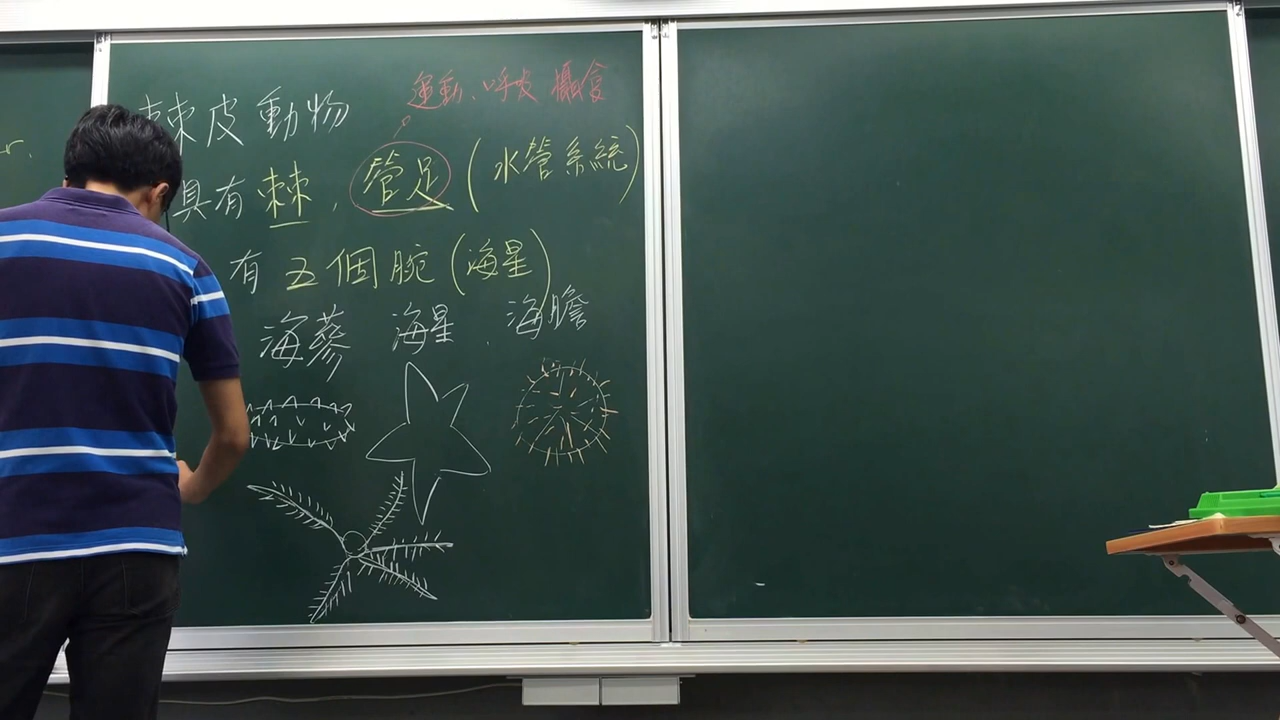 運動、呼吸 攝食
棘皮動物
具有棘,管足(水管系統)
有五個腕(海星)
海蔘 海星、海膽
r.